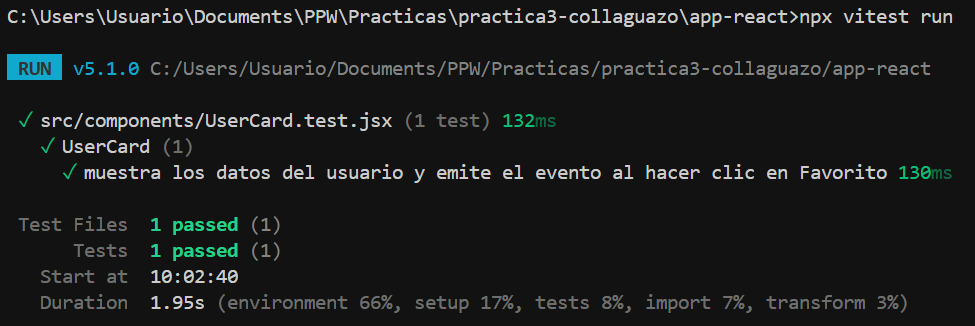 C:\Users\Usuario\Documents\PPW\Practicas\practica3-collaguazo\app-react>npx vitest run
RUN v5.1.0 C:/Users/Usuario/Documents/PPW/Practicas/practica3-collaguazo/app-react
✓ src/components/UserCard.test.jsx (1 test) 132ms
✓ UserCard (1)
✓ muestra los datos del usuario y emite el evento al hacer clic en Favorito 130ms
Test Files 1 passed (1)
Tests 1 passed (1)
Start at 10:02:40
Duration 1.95s (environment 66%, setup 17%, tests 8%, import 7%, transform 3%)